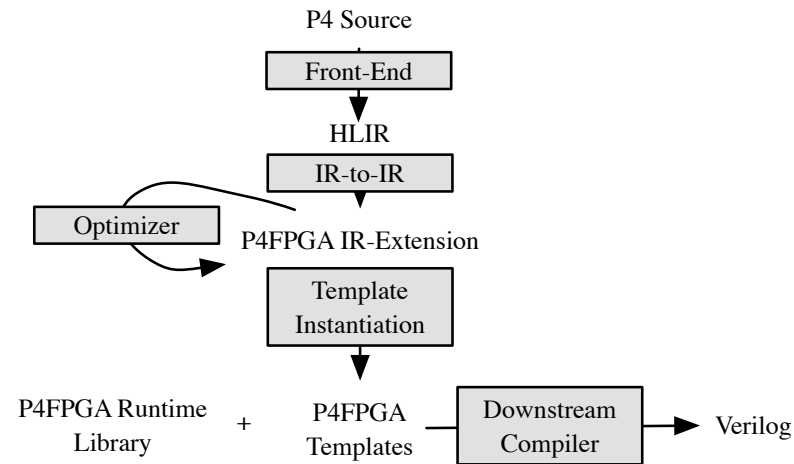 P4 Source
Front-End
HLIR
IR-to-IR
Optimizer
P4FPGA IR-Extension
Template
Instantiation
P4FPGA Runtime
Library
+
P4FPGA
Templates
Downstream
Compiler
Verilog